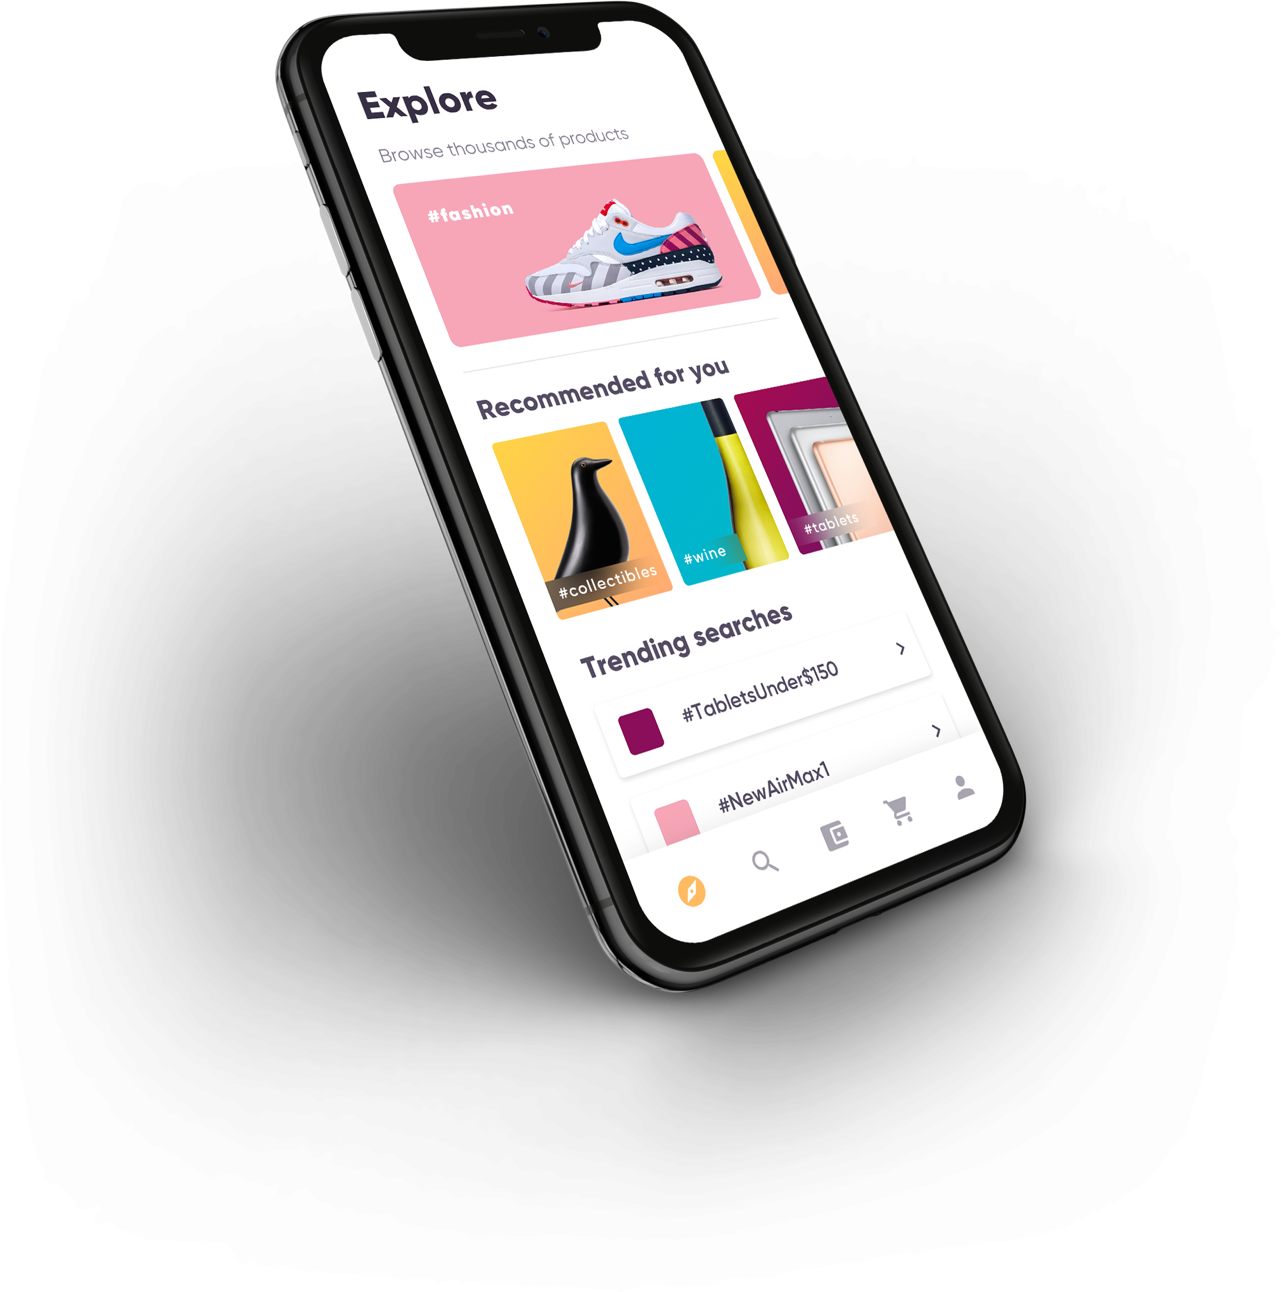 Explore
Browse thousands of products
#fashion
Recommended for you
#collectibles
#wine
#tablets
Trending searches
#TabletsUnder$150
#NewAirMax1